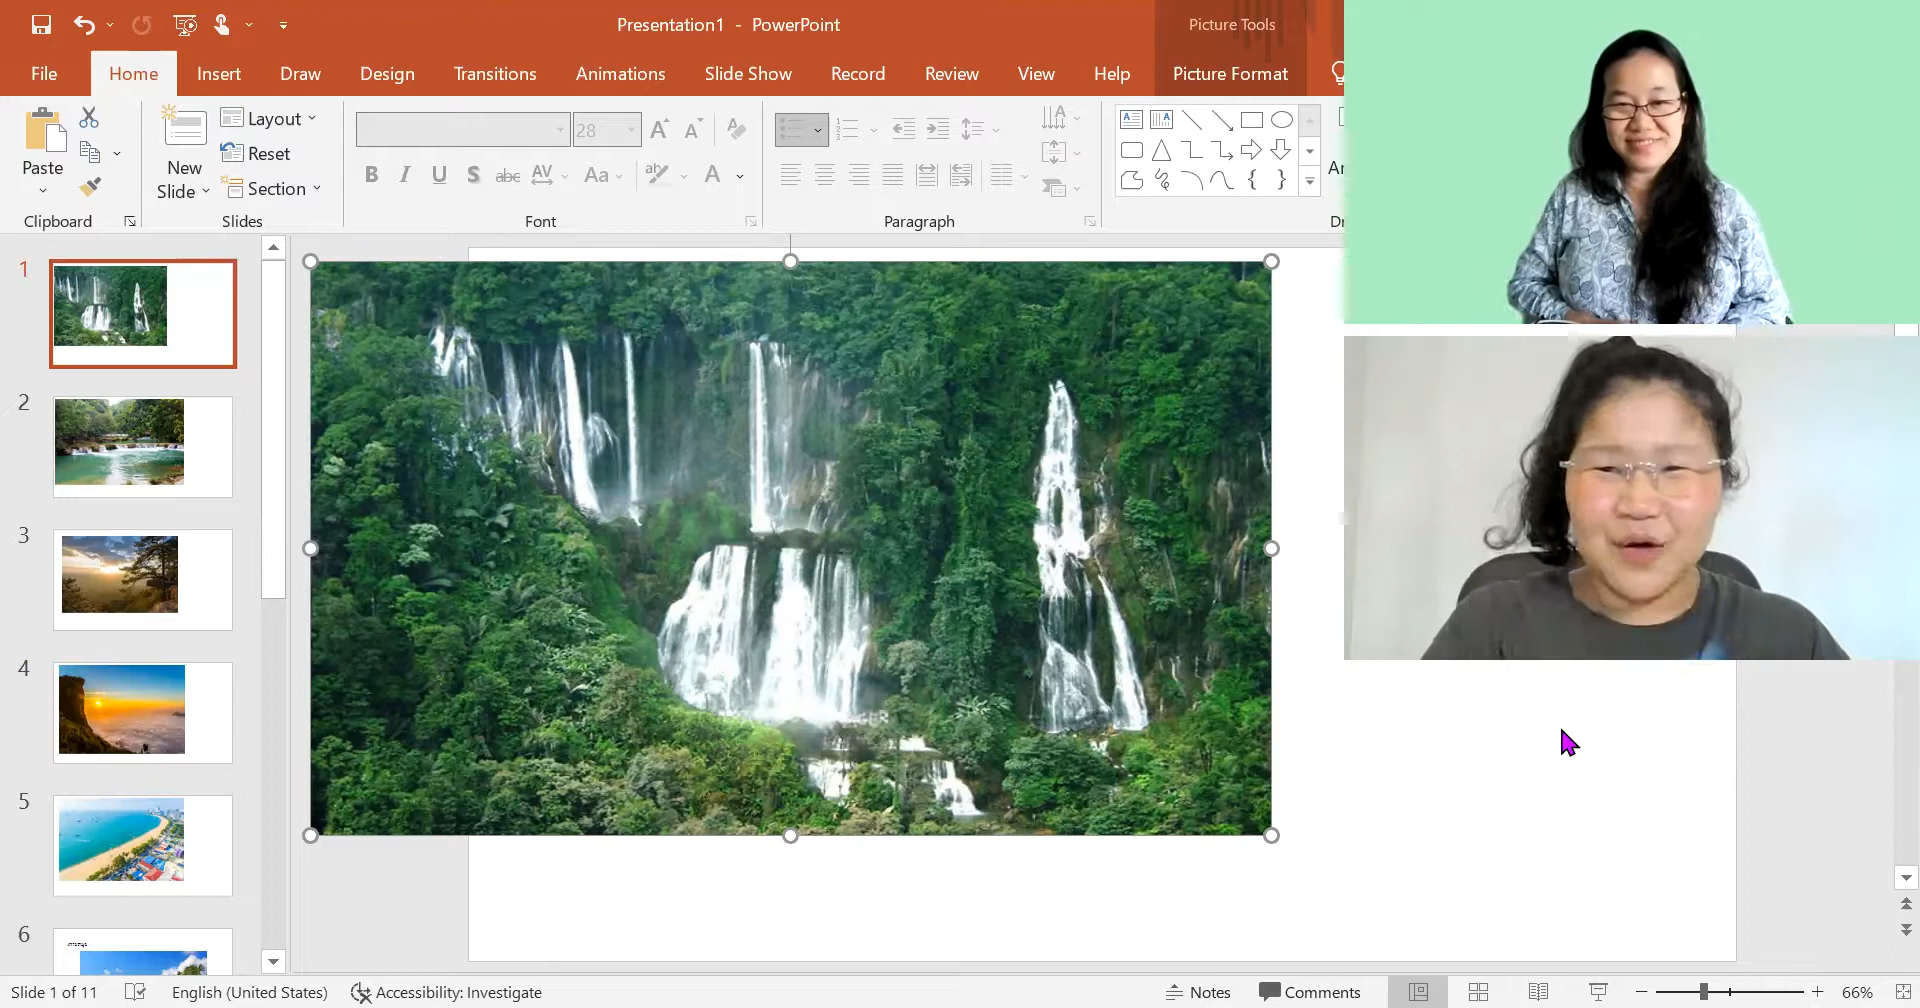 Presentation1 - PowerPoint
Picture Tools
File Home Insert Draw Design Transitions Animations Slide Show Record Review View Help Picture Format
Paste
New
Slide
Layout
Reset
Section
28
B I U S abc AV Aa A
Clipboard
Slides
Font
Paragraph
1
2
3
4
5
6
Slide 1 of 11
English (United States)
Accessibility: Investigate
Notes
Comments
66%